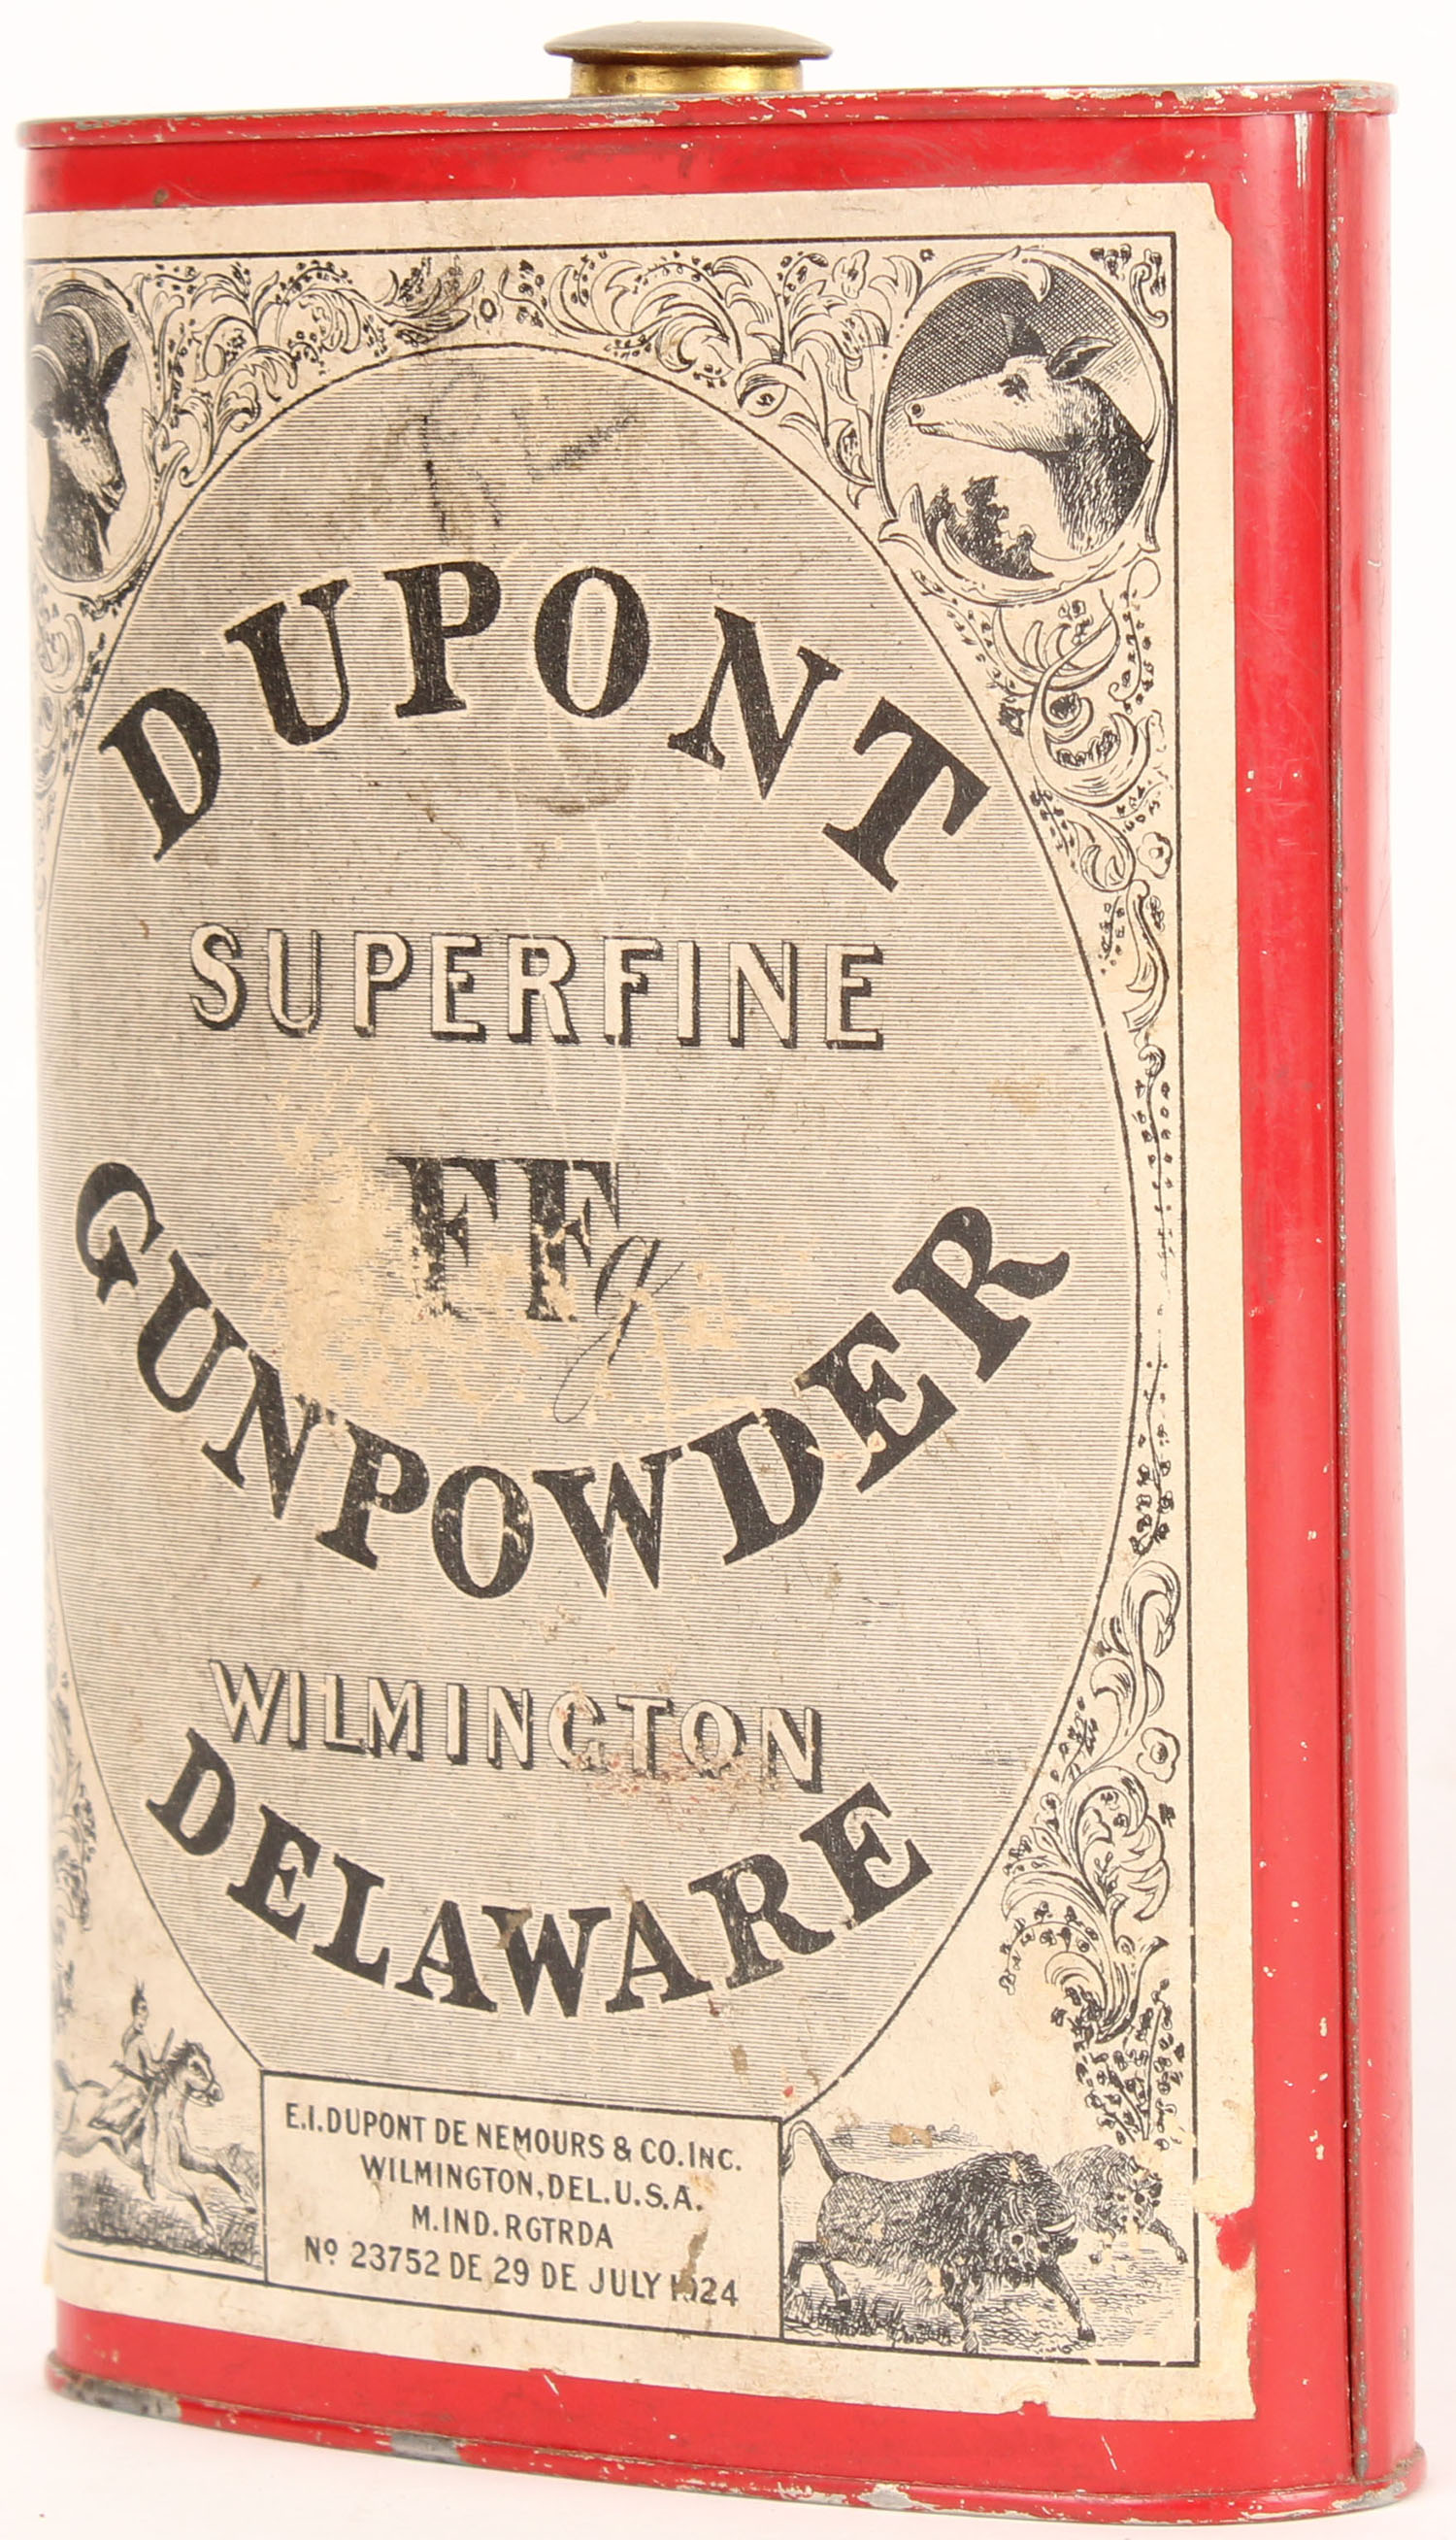 RL
DUPONT
SUPERFINE
FFg
GUNPOWDER
WILMINGTON
DELAWARE
E.I.DUPONT DE NEMOURS & CO.INC.
WILMINGTON,DEL.U.S.A.
M.IND.RGTRDA
Nº 23752 DE 29 DE JULY 1924